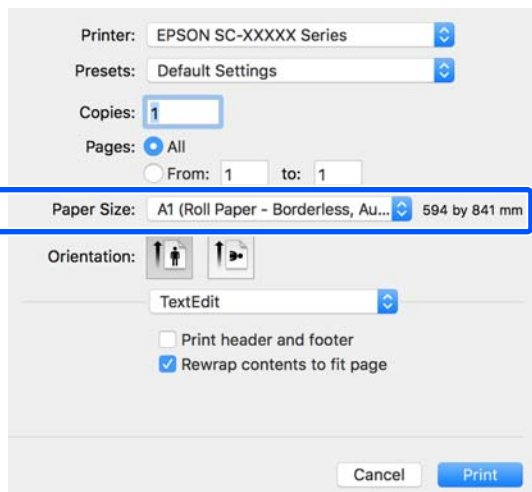 Printer: EPSON SC-XXXXX Series
Presets: Default Settings
Copies: 1
Pages: All
From: 1 to: 1
Paper Size: A1 (Roll Paper - Borderless, Au... 594 by 841 mm
Orientation:
TextEdit
Print header and footer
Rewrap contents to fit page
Cancel Print